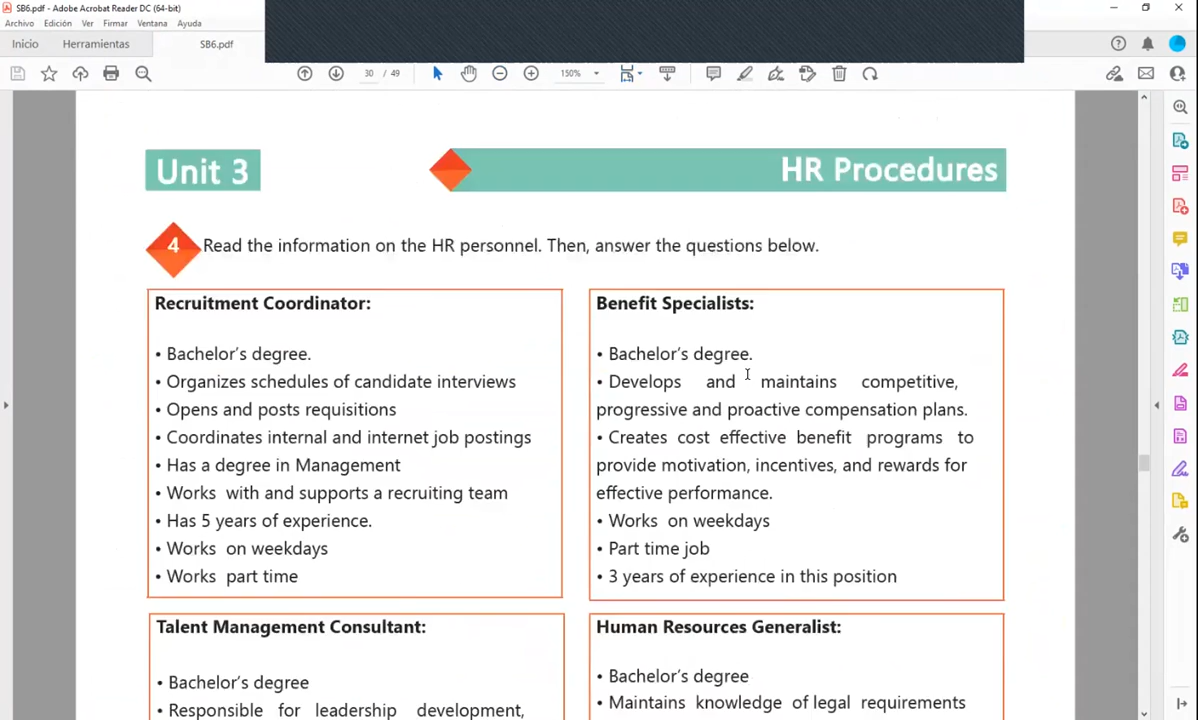 SB6.pdf - Adobe Acrobat Reader DC (64-bit)
Archivo Edición Ver Firmar Ventana Ayuda
Inicio Herramientas SB6.pdf
30 / 49 150%
Unit 3
HR Procedures
4 Read the information on the HR personnel. Then, answer the questions below.
Recruitment Coordinator:
• Bachelor's degree.
• Organizes schedules of candidate interviews
• Opens and posts requisitions
• Coordinates internal and internet job postings
• Has a degree in Management
• Works with and supports a recruiting team
• Has 5 years of experience.
• Works on weekdays
• Works part time
Benefit Specialists:
• Bachelor's degree.
• Develops and maintains competitive,
progressive and proactive compensation plans.
• Creates cost effective benefit programs to
provide motivation, incentives, and rewards for
effective performance.
• Works on weekdays
• Part time job
• 3 years of experience in this position
Talent Management Consultant:
• Bachelor's degree
• Responsible for leadership development,
Human Resources Generalist:
• Bachelor's degree
• Maintains knowledge of legal requirements